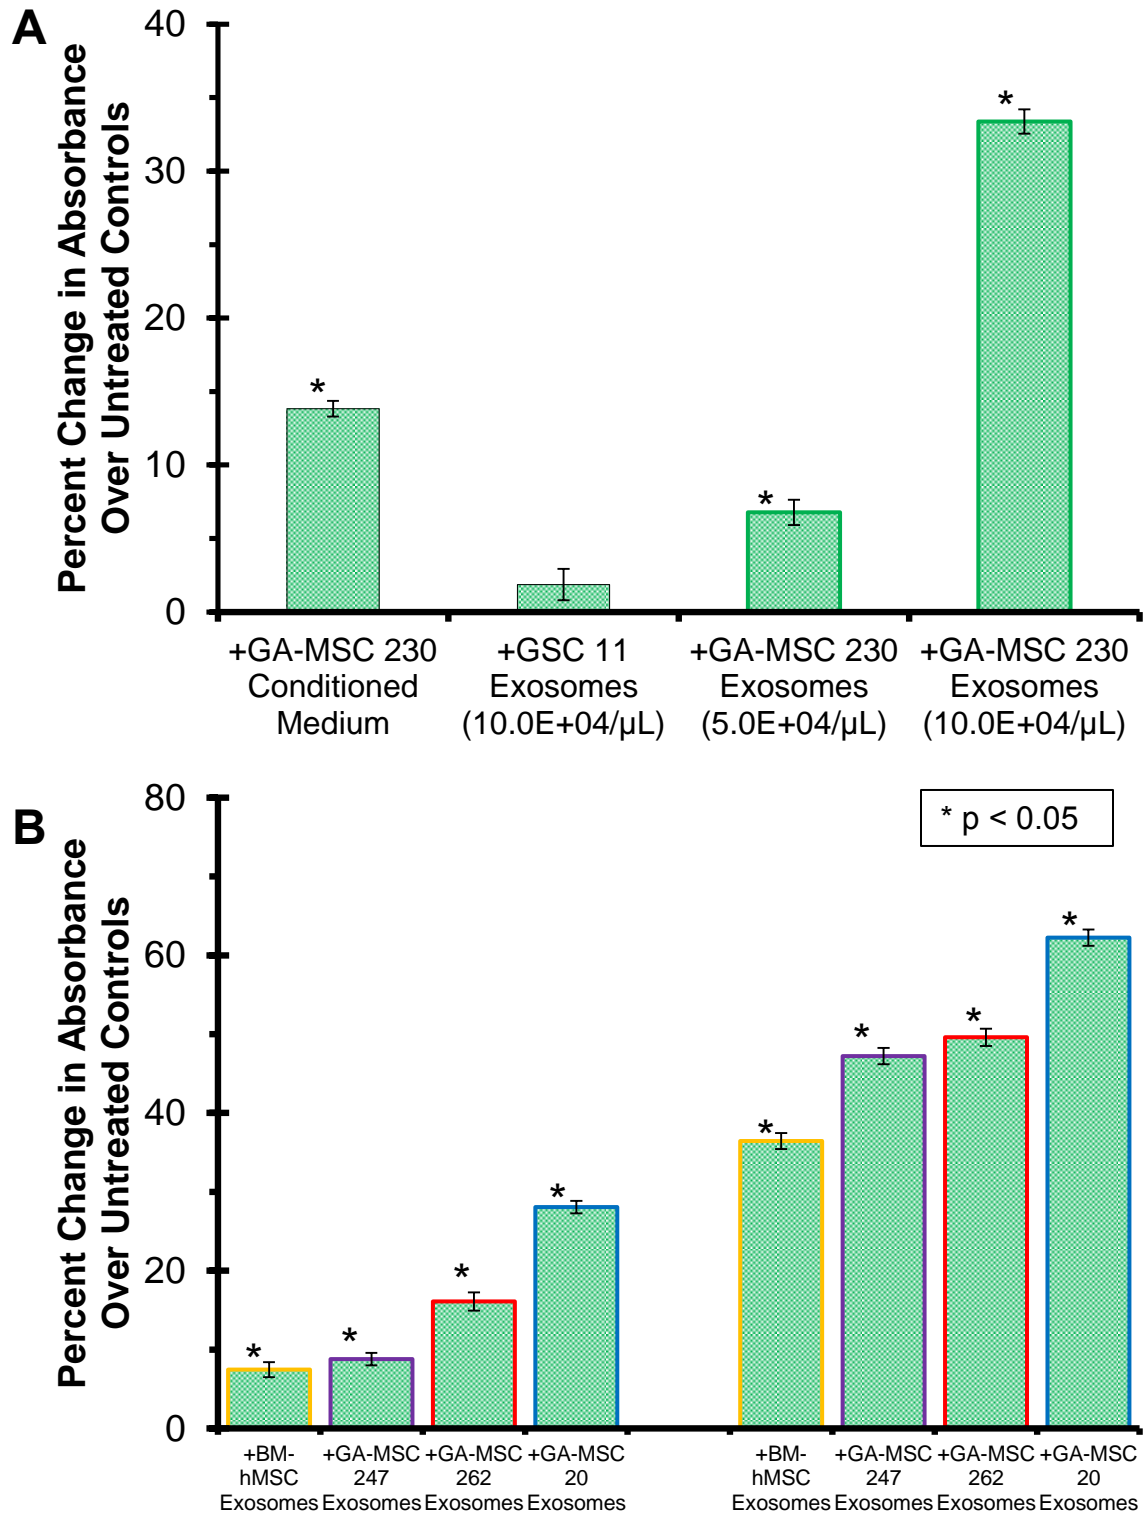 A
Percent Change in Absorbance
Over Untreated Controls
40
30
20
10
0
*
*
*
+GA-MSC 230
Conditioned
Medium
+GSC 11
Exosomes
(10.0E+04/µL)
+GA-MSC 230
Exosomes
(5.0E+04/µL)
+GA-MSC 230
Exosomes
(10.0E+04/µL)
B
Percent Change in Absorbance
Over Untreated Controls
80
60
40
20
0
* p < 0.05
*
*
*
*
*
*
*
*
+BM-
hMSC
Exosomes
+GA-MSC
247
Exosomes
+GA-MSC
262
Exosomes
+GA-MSC
20
Exosomes
+BM-
hMSC
Exosomes
+GA-MSC
247
Exosomes
+GA-MSC
262
Exosomes
+GA-MSC
20
Exosomes